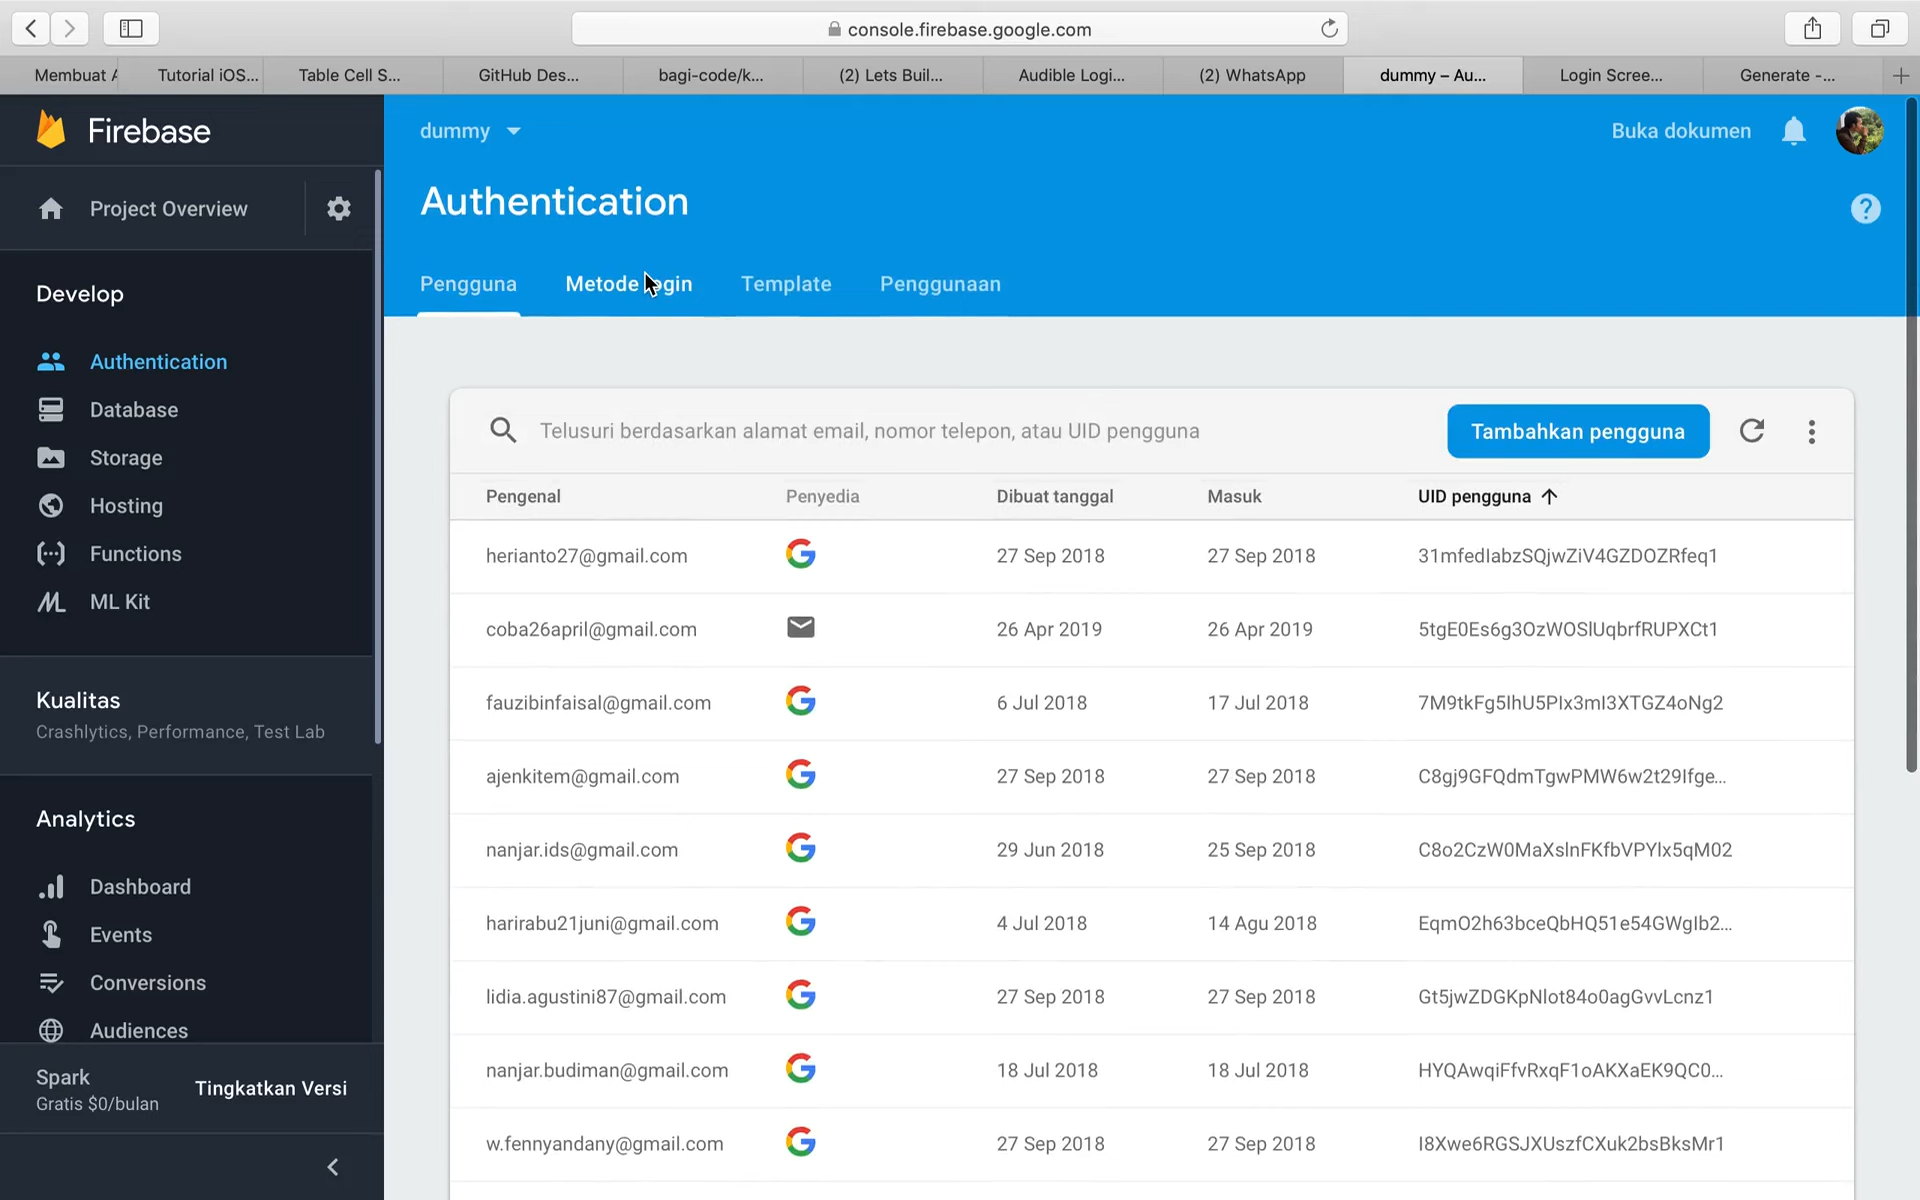 console.firebase.google.com
Membuat A
Tutorial iOS...
Table Cell S...
GitHub Des...
bagi-code/k...
(2) Lets Buil...
Audible Logi...
(2) WhatsApp
dummy – Au...
Login Scree...
Generate -...
Firebase
dummy
Buka dokumen
Project Overview
Authentication
Pengguna
Metode login
Template
Penggunaan
Develop
Authentication
Database
Storage
Hosting
Functions
ML Kit
Kualitas
Crashlytics, Performance, Test Lab
Analytics
Dashboard
Events
Conversions
Audiences
Spark
Gratis $0/bulan
Tingkatkan Versi
Telusuri berdasarkan alamat email, nomor telepon, atau UID pengguna
Tambahkan pengguna
Pengenal Penyedia Dibuat tanggal Masuk UID pengguna
herianto27@gmail.com 27 Sep 2018 27 Sep 2018 31mfedIabzSQjwZiV4GZDOZRfeq1
coba26april@gmail.com 26 Apr 2019 26 Apr 2019 5tgE0Es6g3OzWOSlUqbrfRUPXCt1
fauzibinfaisal@gmail.com 6 Jul 2018 17 Jul 2018 7M9tkFg5IhU5PIx3mI3XTGZ4oNg2
ajenkitem@gmail.com 27 Sep 2018 27 Sep 2018 C8gj9GFQdmTgwPMW6w2t29Ifge...
nanjar.ids@gmail.com 29 Jun 2018 25 Sep 2018 C8o2CzW0MaXsInFKfbVPYlx5qM02
harirabu21juni@gmail.com 4 Jul 2018 14 Agu 2018 EqmO2h63bceQbHQ51e54GWgIb2...
lidia.agustini87@gmail.com 27 Sep 2018 27 Sep 2018 Gt5jwZDGKpNlot84o0agGvvLcnz1
nanjar.budiman@gmail.com 18 Jul 2018 18 Jul 2018 HYQAwqiFfvRxqF1oAKXaEK9QC0...
w.fennyandany@gmail.com 27 Sep 2018 27 Sep 2018 I8Xwe6RGSJXUszfCXuk2bsBksMr1